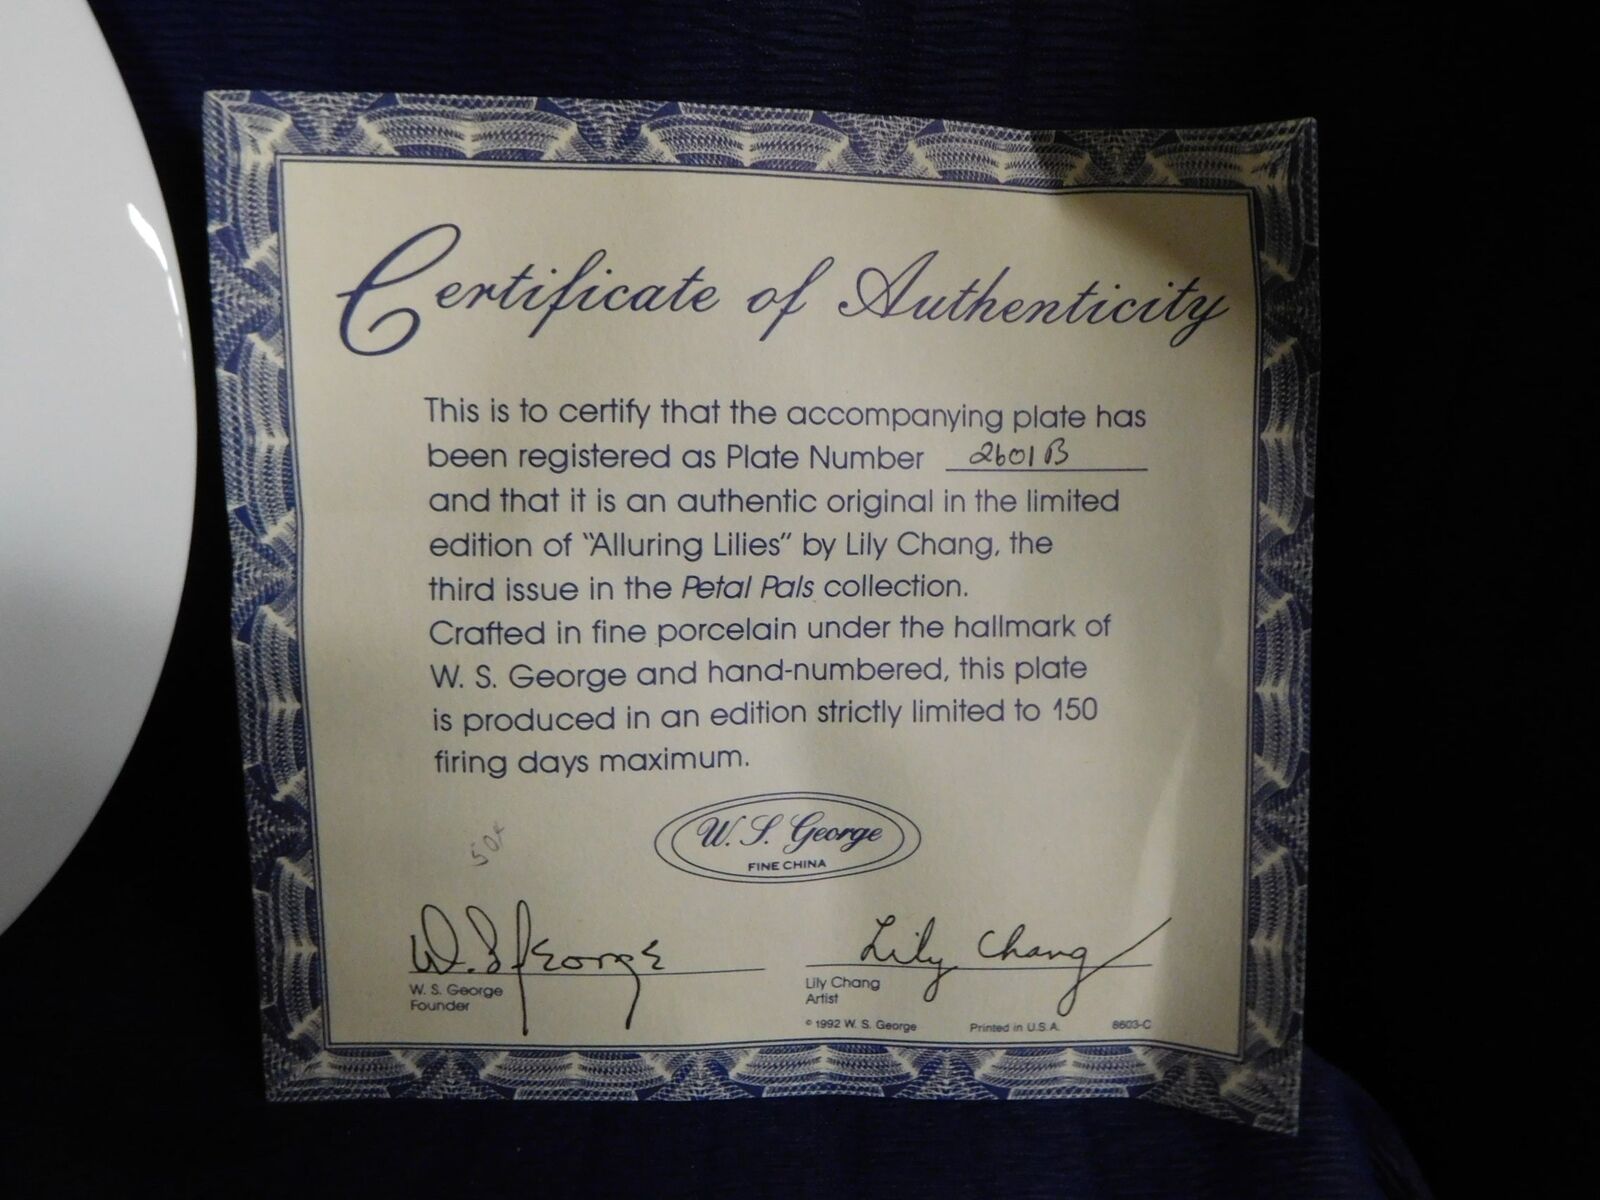 Certificate of Authenticity
This is to certify that the accompanying plate has
been registered as Plate Number 2601B
and that it is an authentic original in the limited
edition of "Alluring Lilies" by Lily Chang, the
third issue in the Petal Pals collection.
Crafted in fine porcelain under the hallmark of
W. S. George and hand-numbered, this plate
is produced in an edition strictly limited to 150
firing days maximum.
W. S. George
FINE CHINA
W. S. George
W. S. George
Founder
Lily Chang
Lily Chang
Artist
© 1992 W. S. George Printed in U.S.A. 8603-C